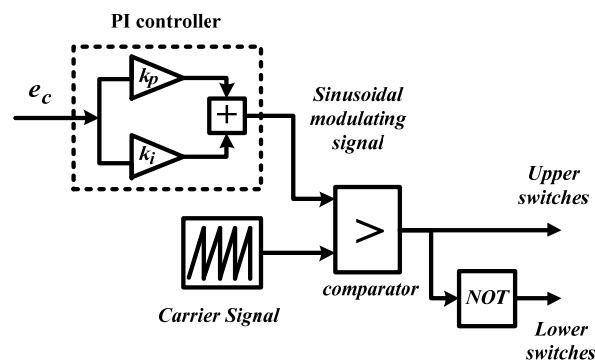 PI controller
e_c
k_p
+
k_i
Sinusoidal
modulating
signal
Carrier Signal
>
comparator
Upper
switches
NOT
Lower
switches